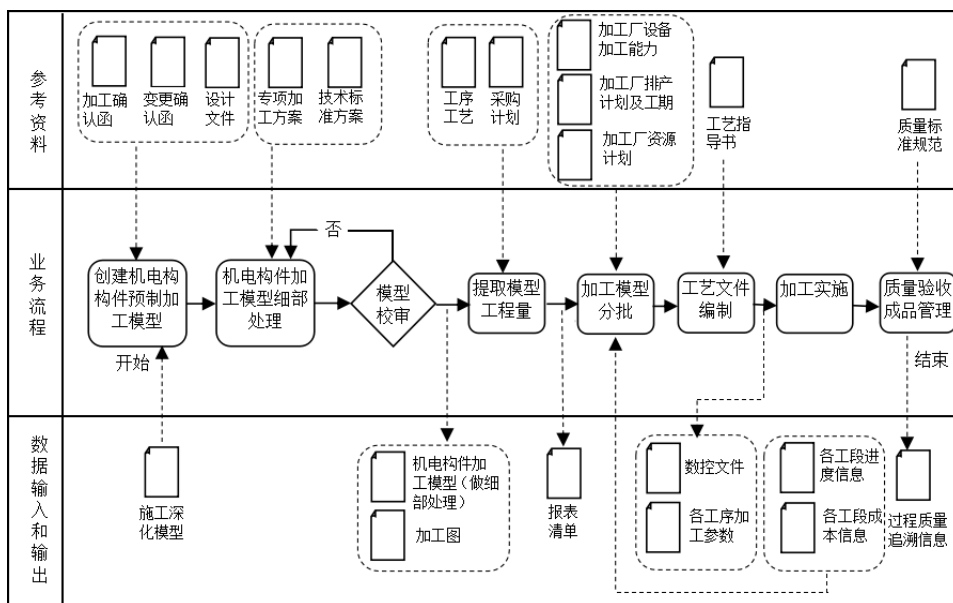 参考资料
加工确
认函
变更确
认函
设计
文件
专项加
工方案
技术标
准方案
工序
工艺
采购
计划
加工厂设备
加工能力
加工厂排产
计划及工期
加工厂资源
计划
工艺指
导书
质量标
准规范
业务流程
创建机电构
构件预制加
工模型
开始
机电构件加
工模型细部
处理
否
模型
校审
提取模型
工程量
加工模型
分批
工艺文件
编制
加工实施
质量验收
成品管理
结束
数据输入和输出
施工深
化模型
机电构件加
工模型（做细
部处理）
加工图
报表
清单
数控文件
各工序加
工参数
各工段进
度信息
各工段成
本信息
过程质量
追溯信息